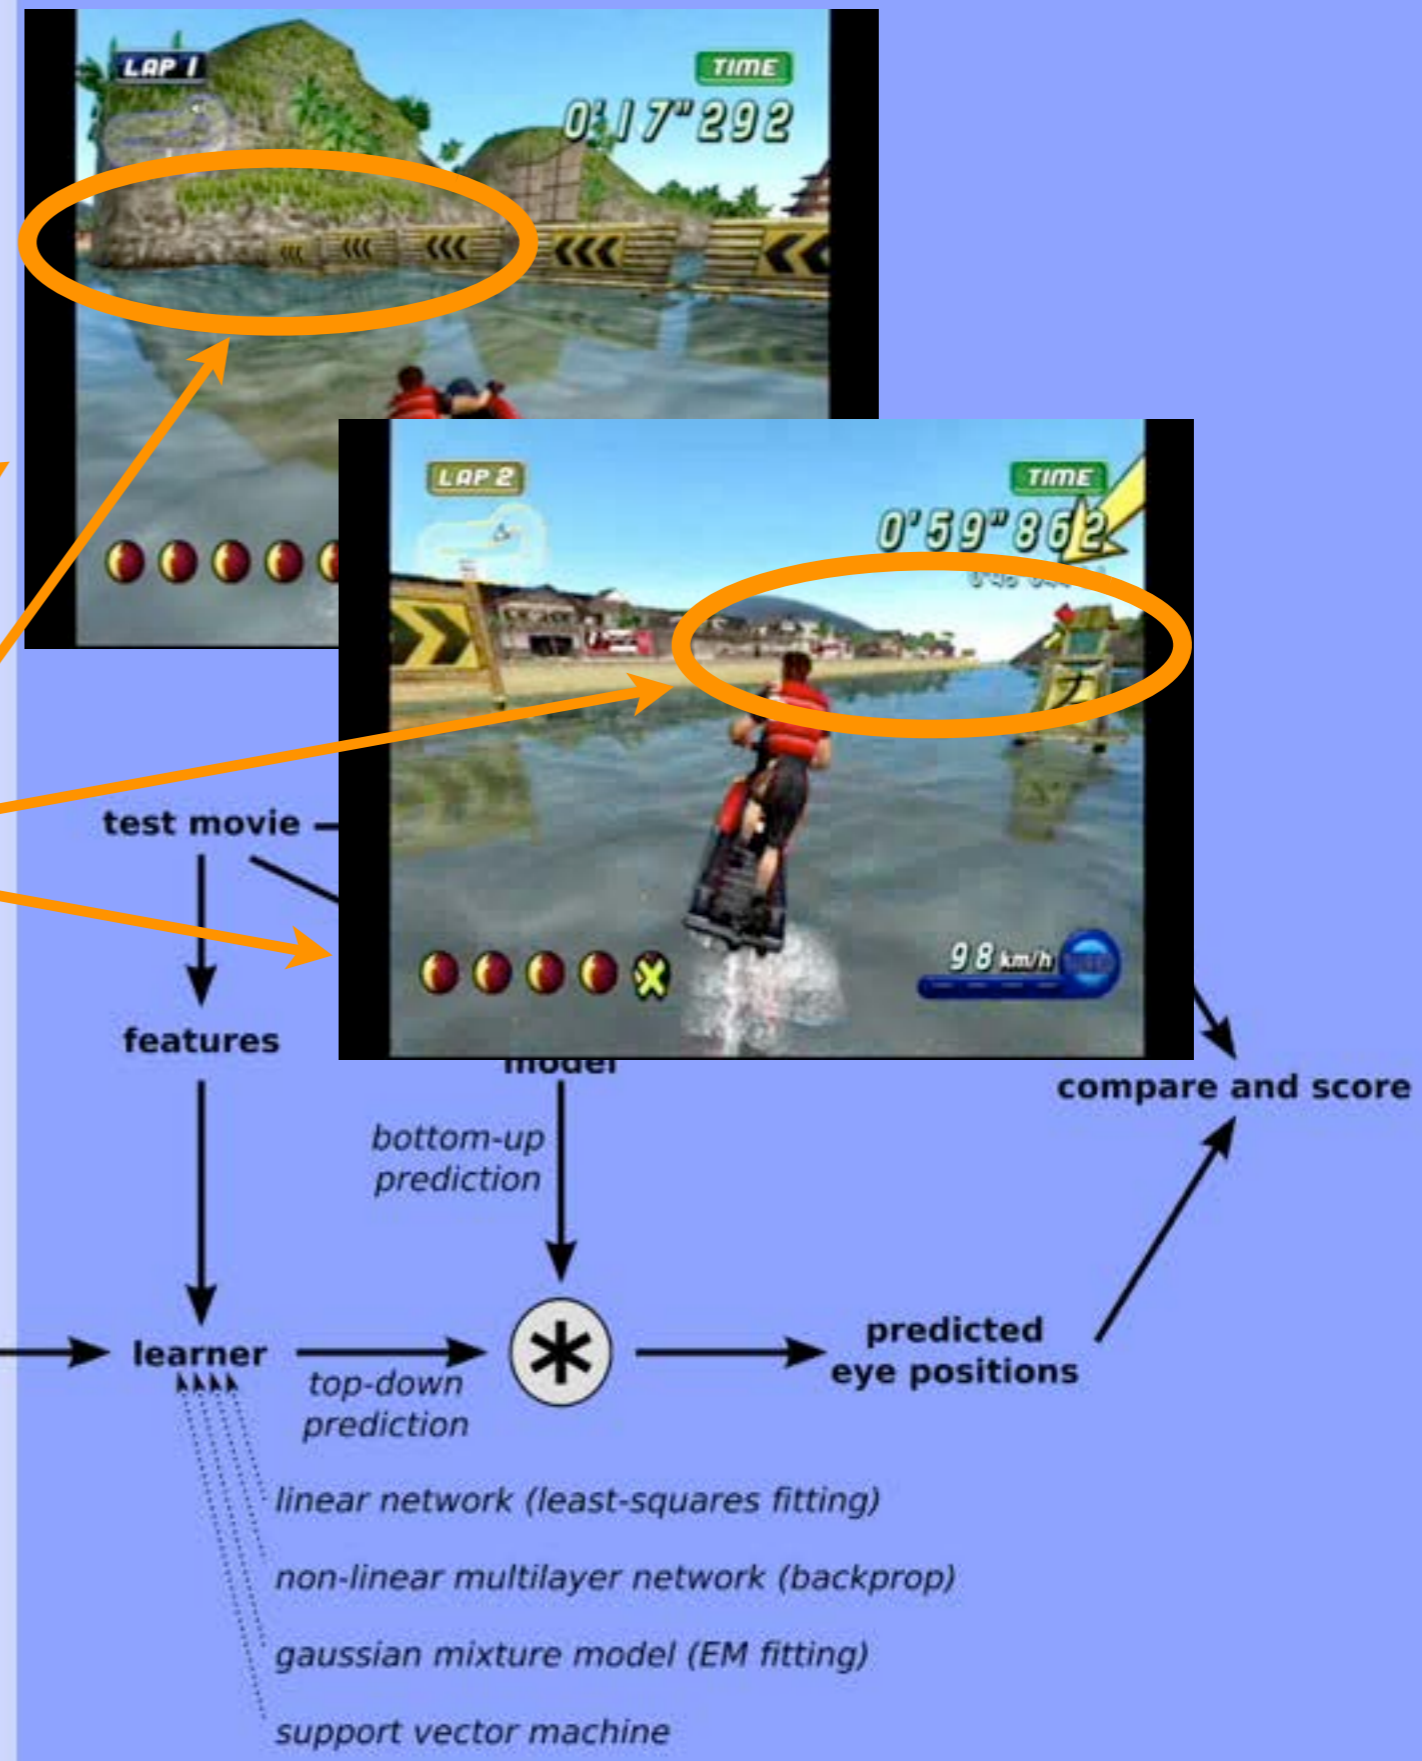 LAP 1
TIME
0'17"292
LAP 2
TIME
0'59"862
98 km/h
test movie
features
model
compare and score
bottom-up
prediction
learner
top-down
prediction
*
predicted
eye positions
linear network (least-squares fitting)
non-linear multilayer network (backprop)
gaussian mixture model (EM fitting)
support vector machine